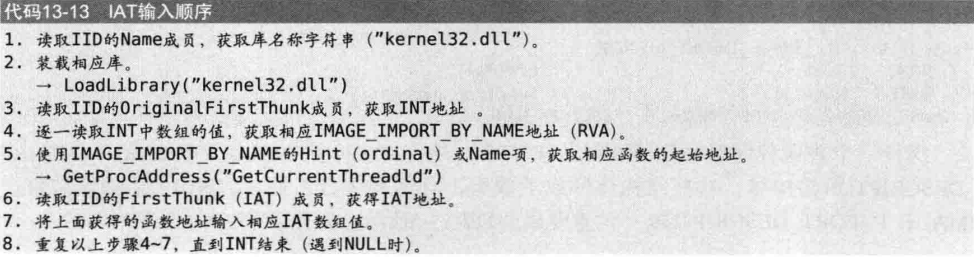 代码13-13 IAT输入顺序
1. 读取IID的Name成员，获取库名称字符串（"kernel32.dll"）。
2. 装载相应库。
→ LoadLibrary("kernel32.dll")
3. 读取IID的OriginalFirstThunk成员，获取INT地址 。
4. 逐一读取INT中数组的值，获取相应IMAGE_IMPORT_BY_NAME地址（RVA）。
5. 使用IMAGE_IMPORT_BY_NAME的Hint（ordinal）或Name项，获取相应函数的起始地址。
→ GetProcAddress("GetCurrentThreadld")
6. 读取IID的FirstThunk（IAT）成员，获得IAT地址。
7. 将上面获得的函数地址输入相应IAT数组值。
8. 重复以上步骤4~7，直到INT结束（遇到NULL时）。